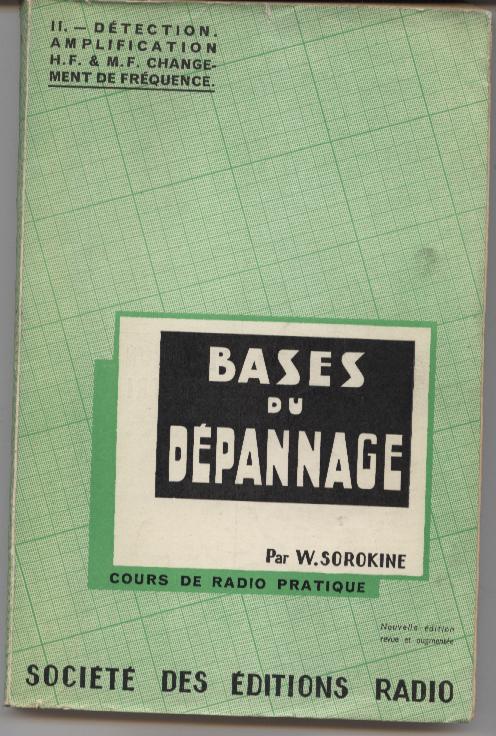 II. — DÉTECTION.
AMPLIFICATION
H.F. & M.F. CHANGE-
MENT DE FRÉQUENCE.
BASES
DU
DÉPANNAGE
Par W. SOROKINE
COURS DE RADIO PRATIQUE
Nouvelle édition
revue et augmentée
SOCIÉTÉ DES ÉDITIONS RADIO